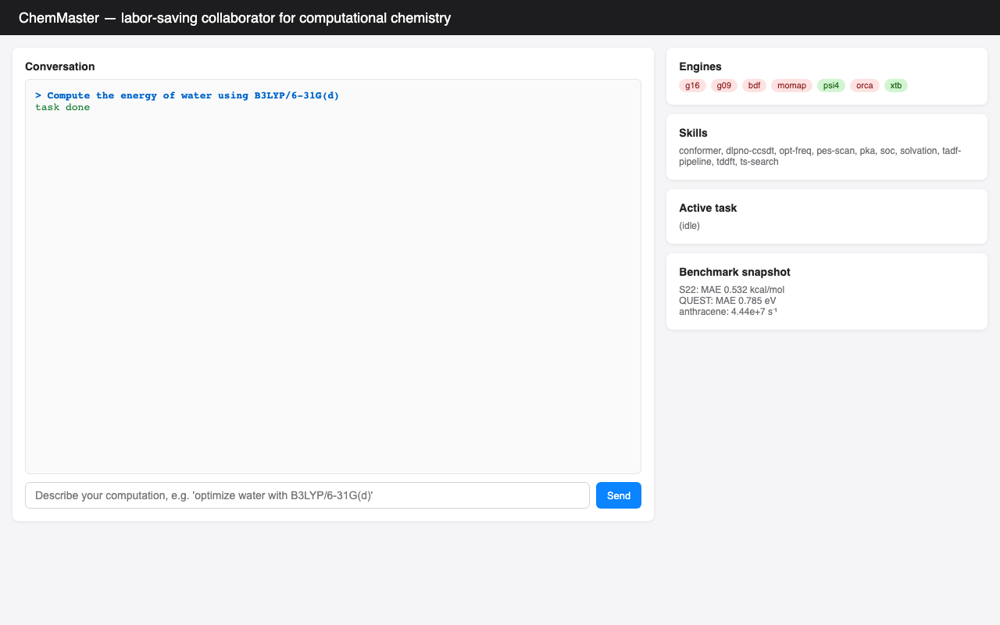 ChemMaster — labor-saving collaborator for computational chemistry
Conversation
> Compute the energy of water using B3LYP/6-31G(d)
task done
Describe your computation, e.g. 'optimize water with B3LYP/6-31G(d)'
Send
Engines
g16 g09 bdf momap psi4 orca xtb
Skills
conformer, dlpno-ccsdt, opt-freq, pes-scan, pka, soc, solvation, tadf-
pipeline, tddft, ts-search
Active task
(idle)
Benchmark snapshot
S22: MAE 0.532 kcal/mol
QUEST: MAE 0.785 eV
anthracene: 4.44e+7 s⁻¹